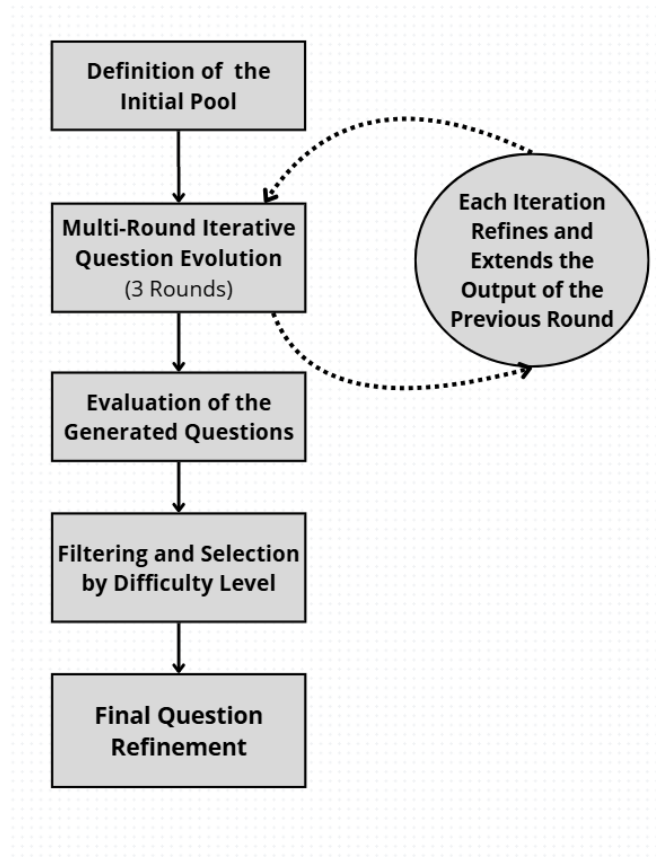 Definition of the
Initial Pool
Multi-Round Iterative
Question Evolution
(3 Rounds)
Each Iteration
Refines and
Extends the
Output of the
Previous Round
Evaluation of the
Generated Questions
Filtering and Selection
by Difficulty Level
Final Question
Refinement